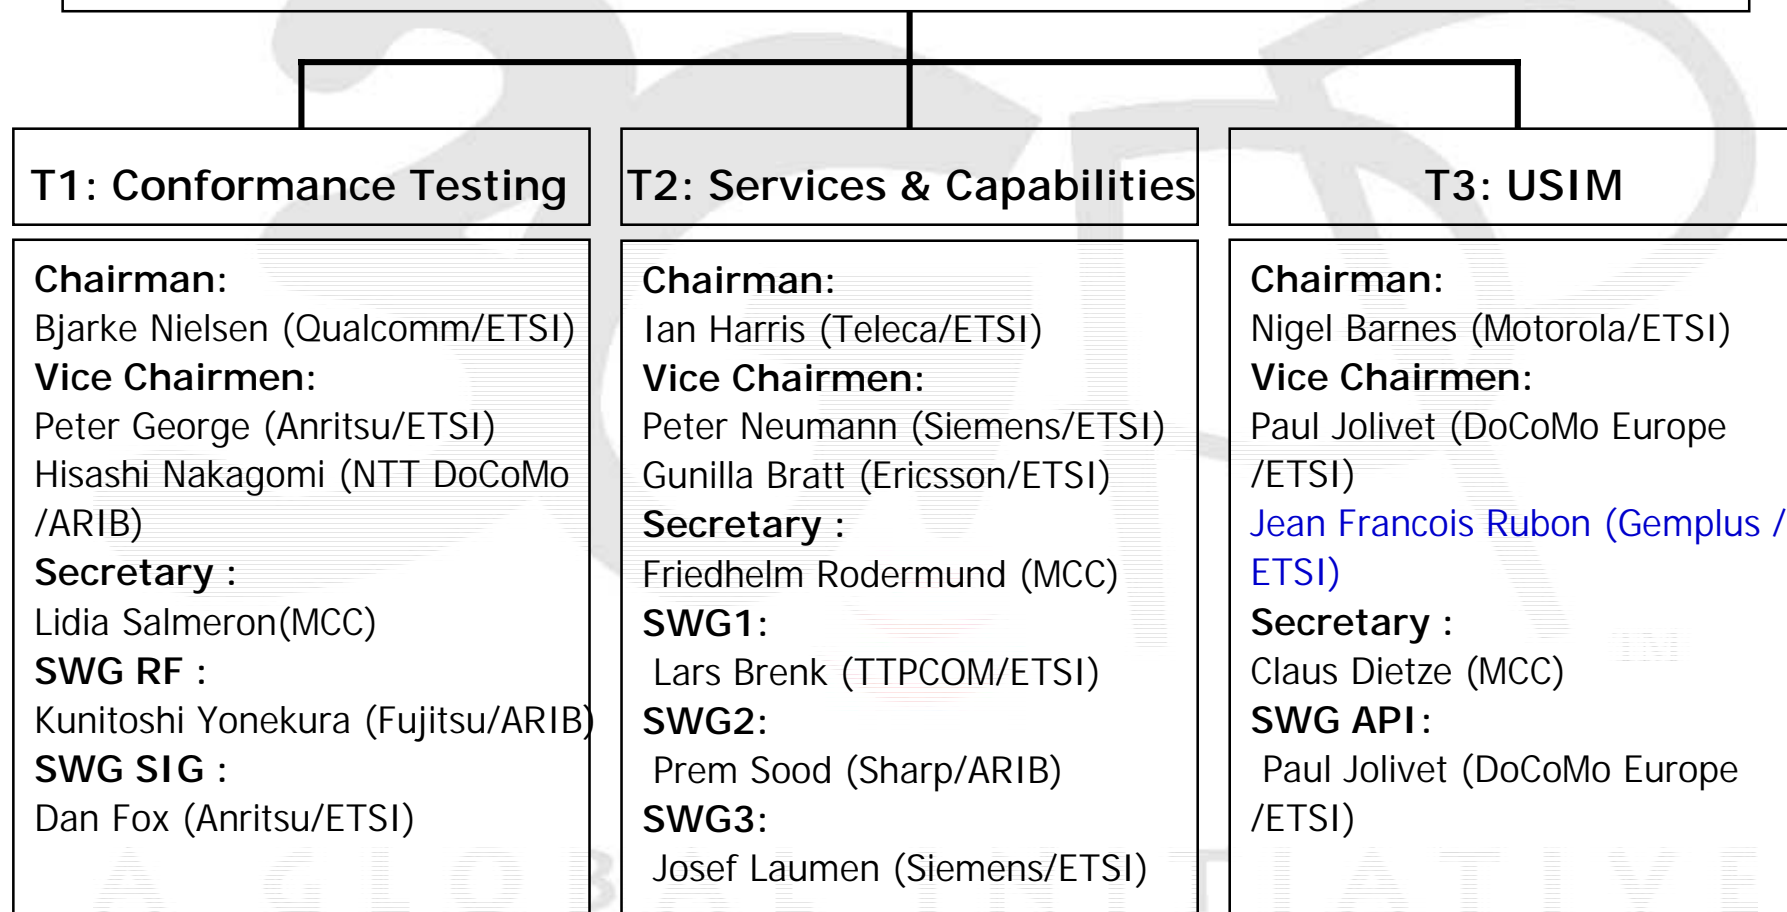 T1: Conformance Testing
Chairman:
Bjarke Nielsen (Qualcomm/ETSI)
Vice Chairmen:
Peter George (Anritsu/ETSI)
Hisashi Nakagomi (NTT DoCoMo
/ARIB)
Secretary :
Lidia Salmeron(MCC)
SWG RF :
Kunitoshi Yonekura (Fujitsu/ARIB)
SWG SIG :
Dan Fox (Anritsu/ETSI)
T2: Services & Capabilities
Chairman:
Ian Harris (Teleca/ETSI)
Vice Chairmen:
Peter Neumann (Siemens/ETSI)
Gunilla Bratt (Ericsson/ETSI)
Secretary :
Friedhelm Rodermund (MCC)
SWG1:
Lars Brenk (TTPCOM/ETSI)
SWG2:
Prem Sood (Sharp/ARIB)
SWG3:
Josef Laumen (Siemens/ETSI)
T3: USIM
Chairman:
Nigel Barnes (Motorola/ETSI)
Vice Chairmen:
Paul Jolivet (DoCoMo Europe
/ETSI)
Jean Francois Rubon (Gemplus /
ETSI)
Secretary :
Claus Dietze (MCC)
SWG API:
Paul Jolivet (DoCoMo Europe
/ETSI)
3GPP
TM
A GLOBAL INITIATIVE